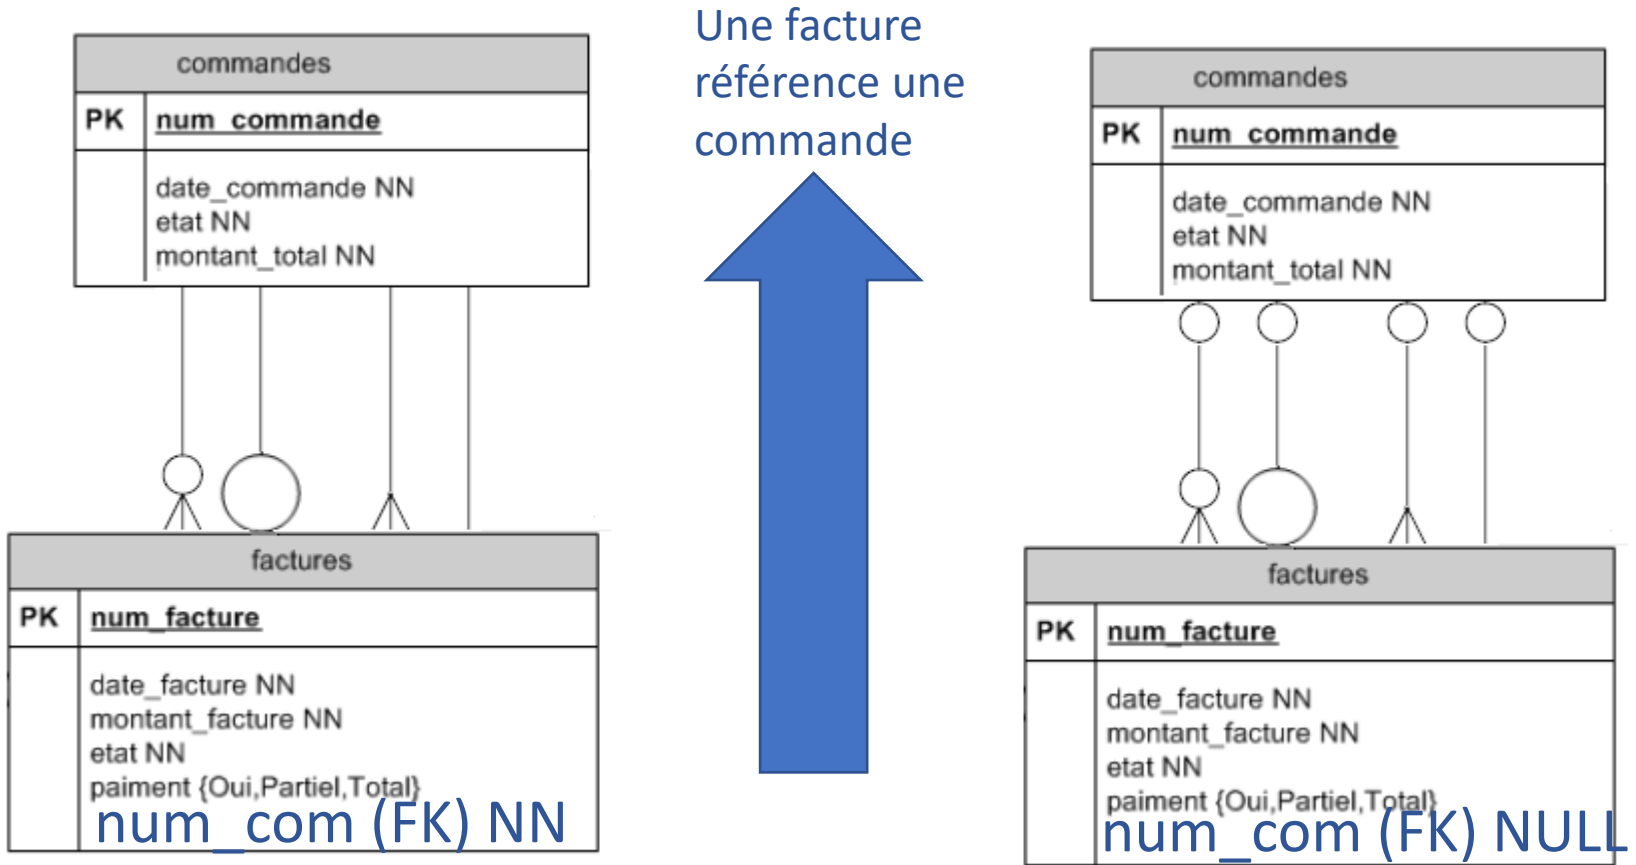 commandes
PK num_commande
date_commande NN
etat NN
montant_total NN
factures
PK num_facture
date_facture NN
montant_facture NN
etat NN
paiment {Oui,Partiel,Total}
num_com (FK) NN
Une facture
référence une
commande
commandes
PK num_commande
date_commande NN
etat NN
montant_total NN
factures
PK num_facture
date_facture NN
montant_facture NN
etat NN
paiment {Oui,Partiel,Total}
num_com (FK) NULL